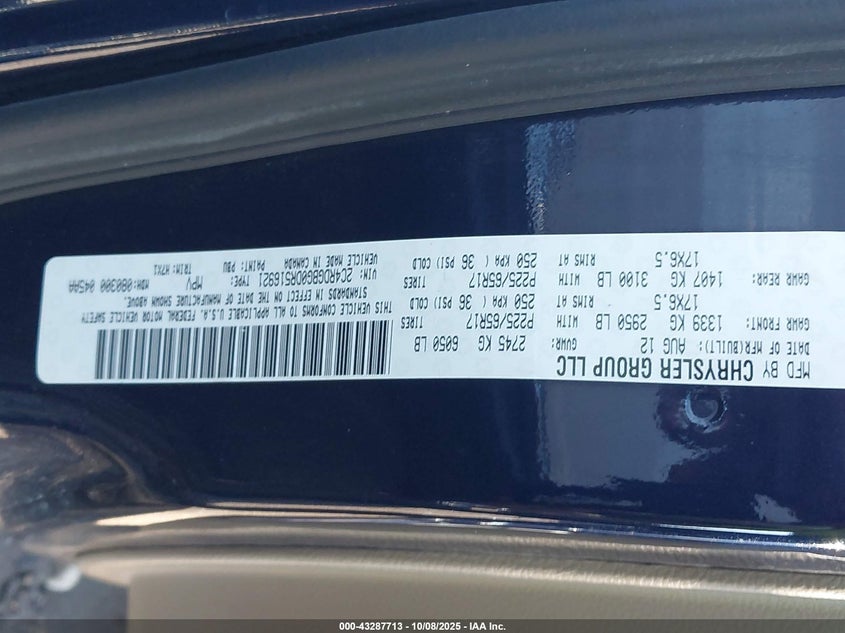 MFD BY CHRYSLER GROUP LLC
DATE OF MFR(BUILT): AUG 12 GVWR: 2745 KG 6050 LB
GAWR FRONT: 1339 KG 2950 LB WITH P225/65R17 TIRES
17X6.5 RIMS AT 250 KPA ( 36 PSI) COLD
GAWR REAR: 1407 KG 3100 LB WITH P225/65R17 TIRES
17X6.5 RIMS AT 250 KPA ( 36 PSI) COLD
THIS VEHICLE CONFORMS TO ALL APPLICABLE U.S.A. FEDERAL MOTOR VEHICLE SAFETY
STANDARDS IN EFFECT ON THE DATE OF MANUFACTURE SHOWN ABOVE.
VIN: 2C4RDGBG0DR516921 TYPE: MPV MDH:080300 045AA
VEHICLE MADE IN CANADA PAINT: PBU TRIM: H7X1
000-43287713 - 10/08/2025 - IAA Inc.